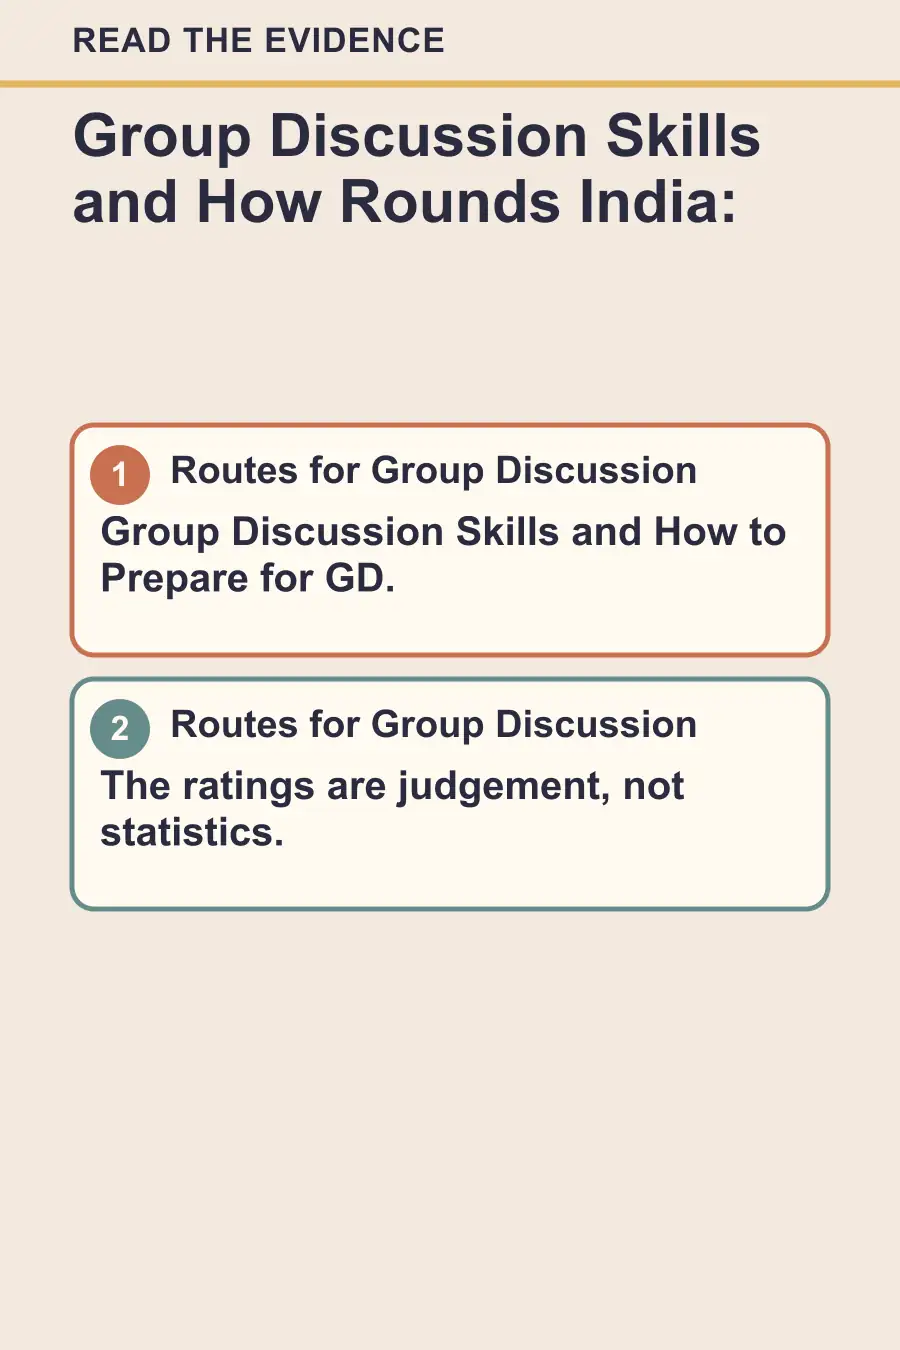 READ THE EVIDENCE
Group Discussion Skills
and How Rounds India:
1 Routes for Group Discussion
Group Discussion Skills and How to
Prepare for GD.
2 Routes for Group Discussion
The ratings are judgement, not
statistics.